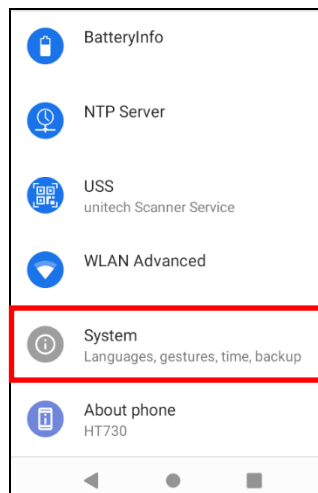 BatteryInfo
NTP Server
USS
unitech Scanner Service
WLAN Advanced
System
Languages, gestures, time, backup
About phone
HT730